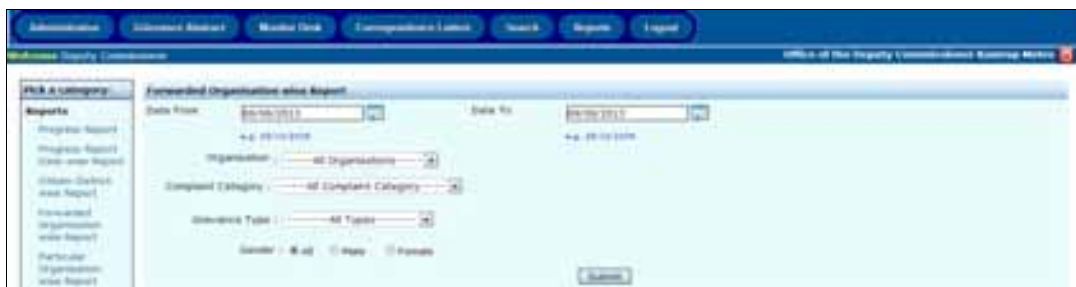 Administration Grievance Abstract Monitor Desk Correspondence Letters Search Reports Logout
Welcome Deputy Commissioner Office of the Deputy Commissioner Kamrup Metro
Pick a category: Forwarded Organisation wise Report
Reports Date From Date To
Progress Report
e.g. e.g.
Progress Report
Date wise Report
Organisation : All Organisations
Citizen District
wise Report
Complaint Category : All Complaint Category
Forwarded
Organisation
wise Report
Grievance Type : All Types
Gender : All Male Female
Particular
Organisation
wise Report
Submit